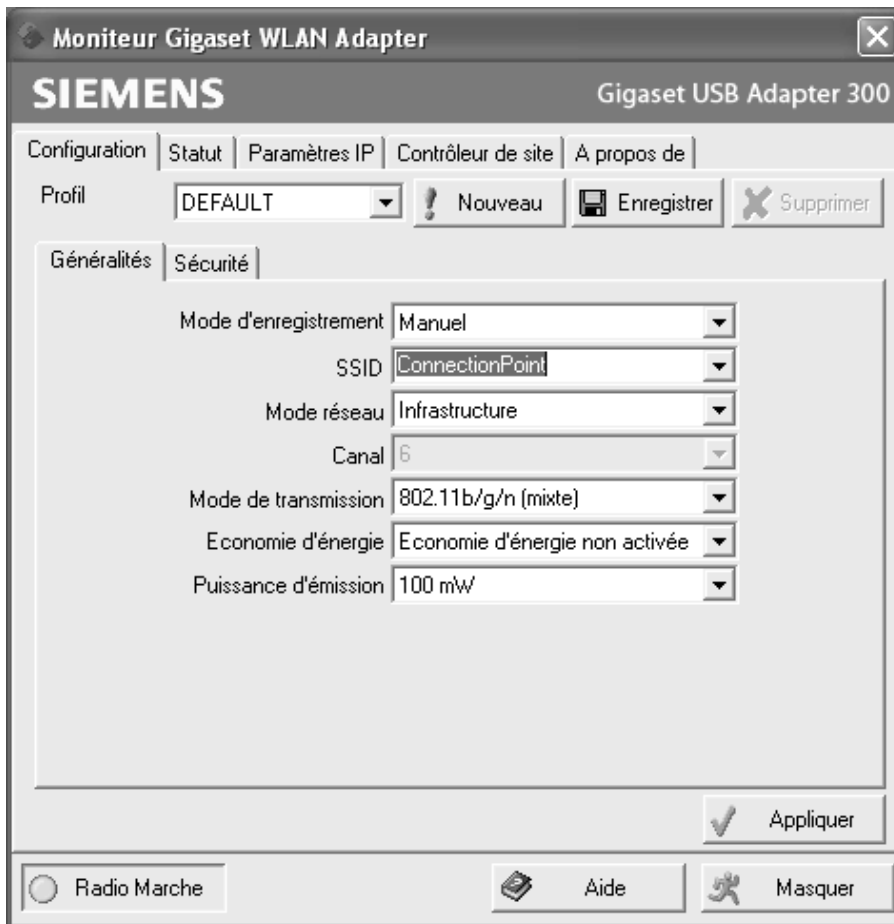 Moniteur Gigaset WLAN Adapter
SIEMENS Gigaset USB Adapter 300
Configuration Statut Paramètres IP Contrôleur de site A propos de
Profil DEFAULT Nouveau Enregistrer Supprimer
Généralités Sécurité
Mode d'enregistrement Manuel
SSID ConnectionPoint
Mode réseau Infrastructure
Canal 6
Mode de transmission 802.11b/g/n (mixte)
Economie d'énergie Economie d'énergie non activée
Puissance d'émission 100 mW
Appliquer
Radio Marche Aide Masquer